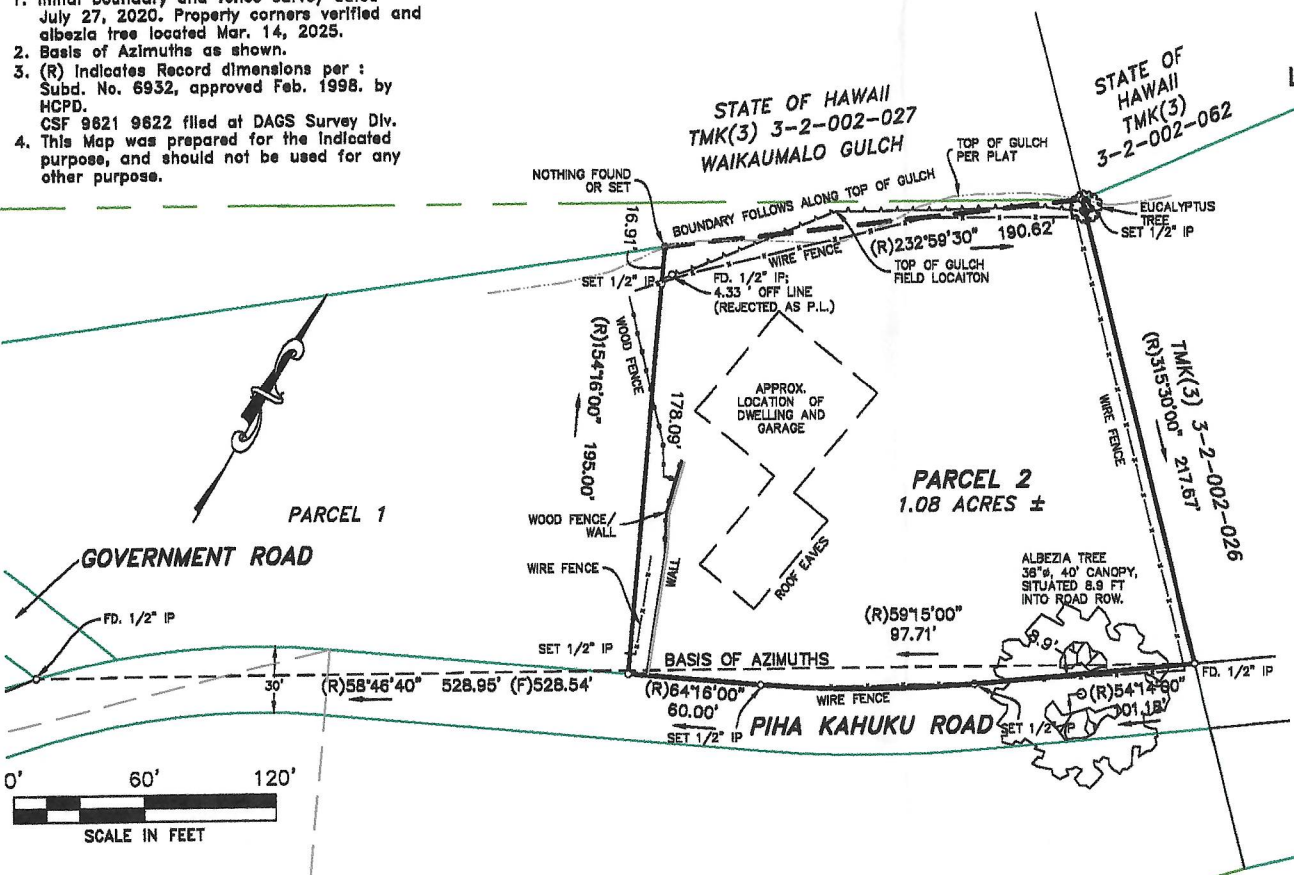 July 27, 2020. Property corners verified and
albezia tree located Mar. 14, 2025.
2. Basis of Azimuths as shown.
3. (R) Indicates Record dimensions per :
Subd. No. 6932, approved Feb. 1998. by
HCPD.
CSF 9621 9622 filed at DAGS Survey Div.
4. This Map was prepared for the indicated
purpose, and should not be used for any
other purpose.
STATE OF HAWAII
TMK(3) 3-2-002-027
WAIKAUMALO GULCH
STATE OF
HAWAII
TMK(3)
3-2-002-062
TOP OF GULCH
PER PLAT
NOTHING FOUND
OR SET
BOUNDARY FOLLOWS ALONG TOP OF GULCH
EUCALYPTUS
TREE
SET 1/2" IP
16.91'
(R)232°59'30" 190.62'
WIRE FENCE
TOP OF GULCH
FIELD LOCAITON
SET 1/2" IP
FD. 1/2" IP;
4.33 ' OFF LINE
(REJECTED AS P.L.)
WOOD FENCE
(R)154°16'00" 195.00'
178.09'
APPROX.
LOCATION OF
DWELLING AND
GARAGE
WIRE FENCE
TMK(3) 3-2-002-026
(R)315°30'00" 217.67'
PARCEL 2
1.08 ACRES ±
PARCEL 1
WOOD FENCE/
WALL
GOVERNMENT ROAD
WIRE FENCE
WALL
ROOF EAVES
ALBEZIA TREE
36"ø, 40' CANOPY,
SITUATED 8.9 FT
INTO ROAD ROW.
FD. 1/2" IP
(R)59°15'00"
97.71'
8.9'
SET 1/2" IP
BASIS OF AZIMUTHS
FD. 1/2" IP
30'
(R)58°46'40" 528.95' (F)528.54'
(R)64°16'00"
60.00'
WIRE FENCE
SET 1/2" IP
PIHA KAHUKU ROAD
SET 1/2" IP
0' 60' 120'
SCALE IN FEET